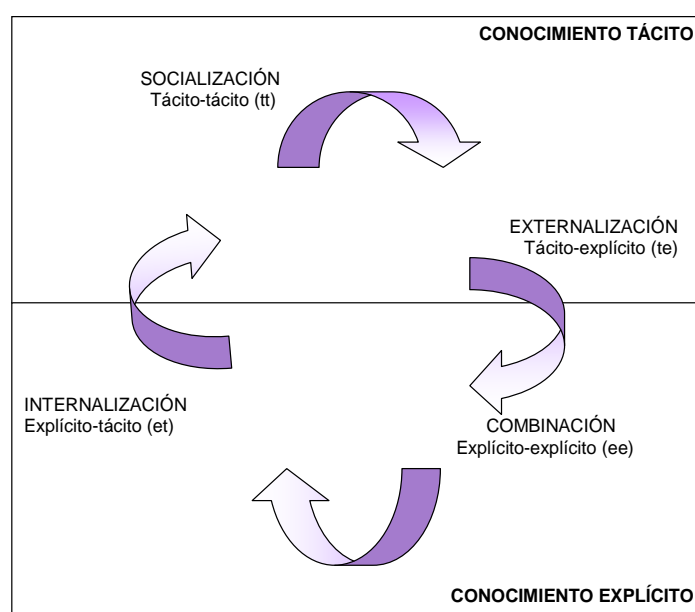 CONOCIMIENTO TÁCITO
SOCIALIZACIÓN
Tácito-tácito (tt)
EXTERNALIZACIÓN
Tácito-explícito (te)
INTERNALIZACIÓN
Explícito-tácito (et)
COMBINACIÓN
Explícito-explícito (ee)
CONOCIMIENTO EXPLÍCITO